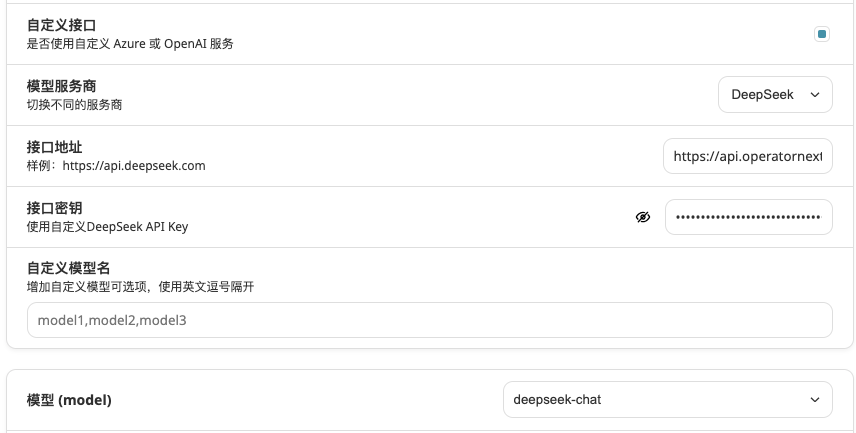 自定义接口
是否使用自定义 Azure 或 OpenAI 服务
模型服务商
切换不同的服务商
DeepSeek
接口地址
样例：https://api.deepseek.com
https://api.operatornext
接口密钥
使用自定义DeepSeek API Key
••••••••••••••••••••••••••••••
自定义模型名
增加自定义模型可选项，使用英文逗号隔开
model1,model2,model3
模型 (model)
deepseek-chat